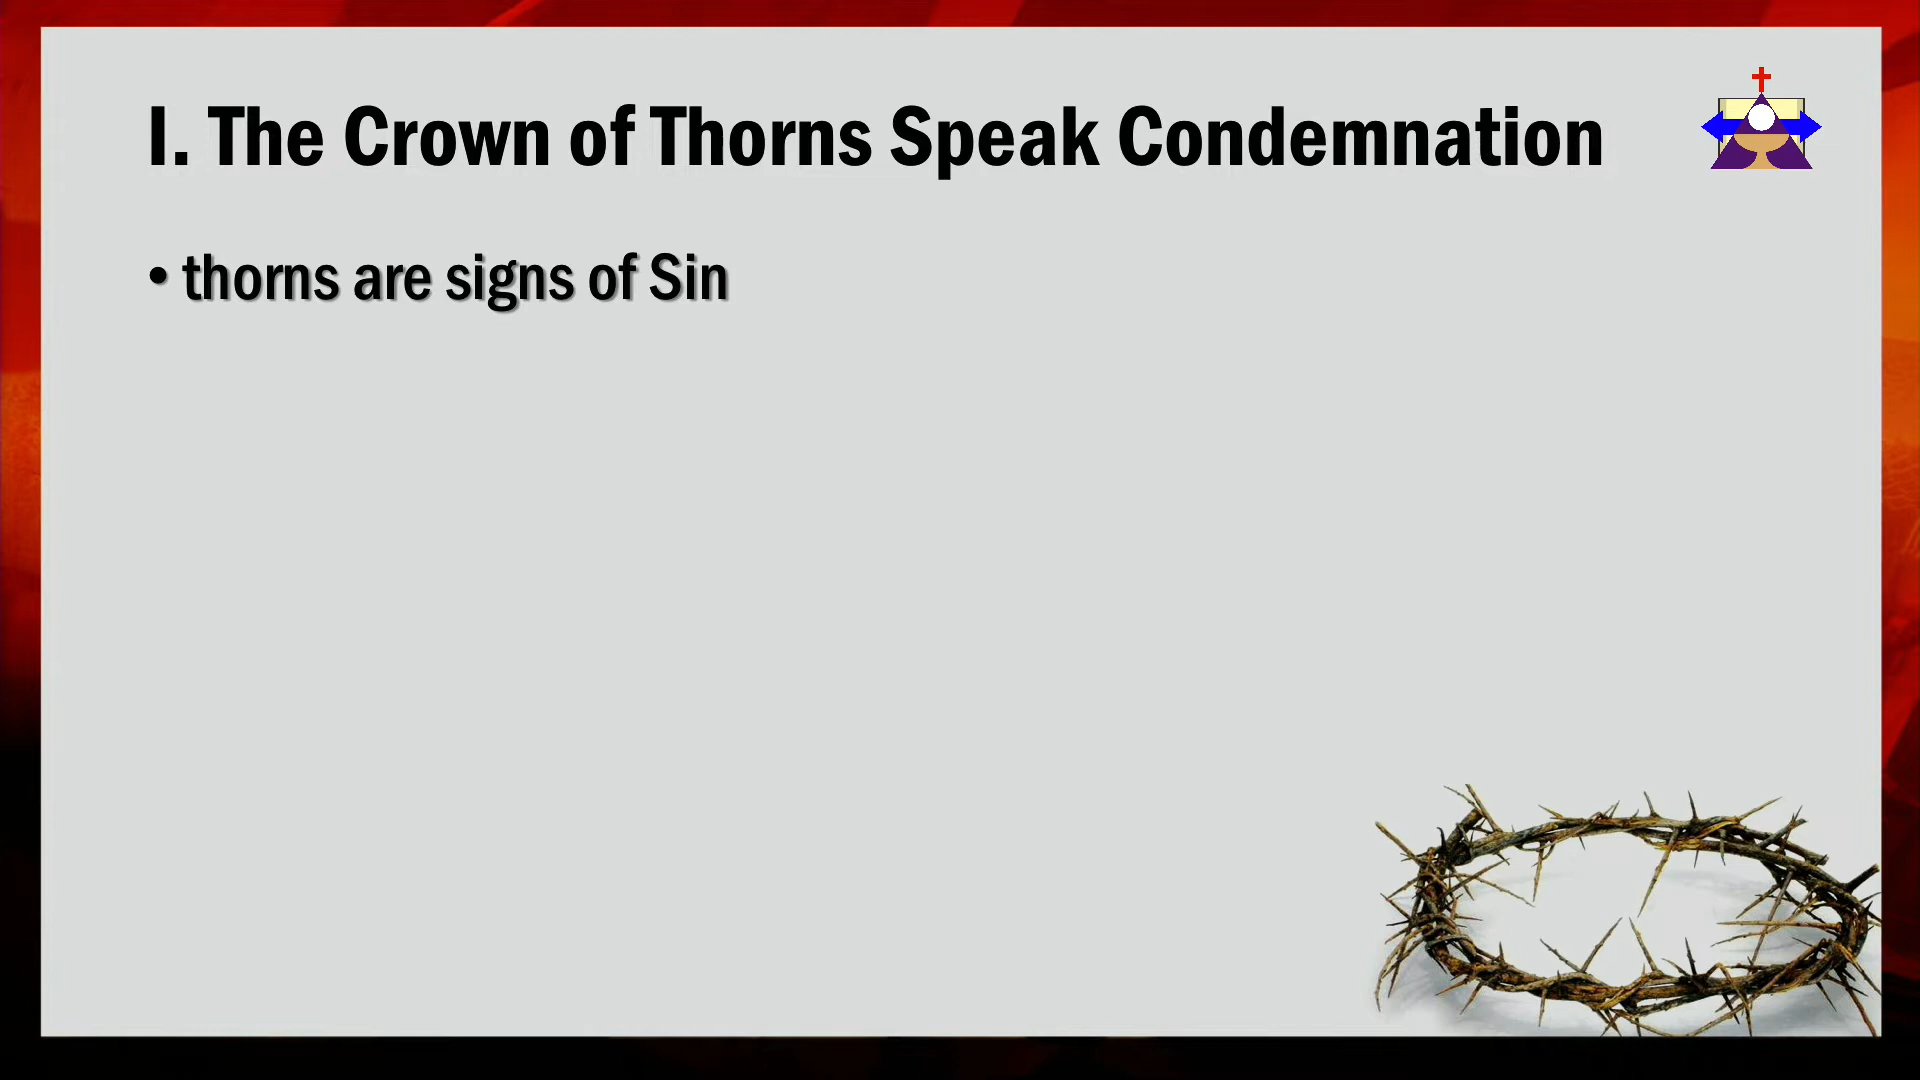 I. The Crown of Thorns Speak Condemnation
• thorns are signs of Sin